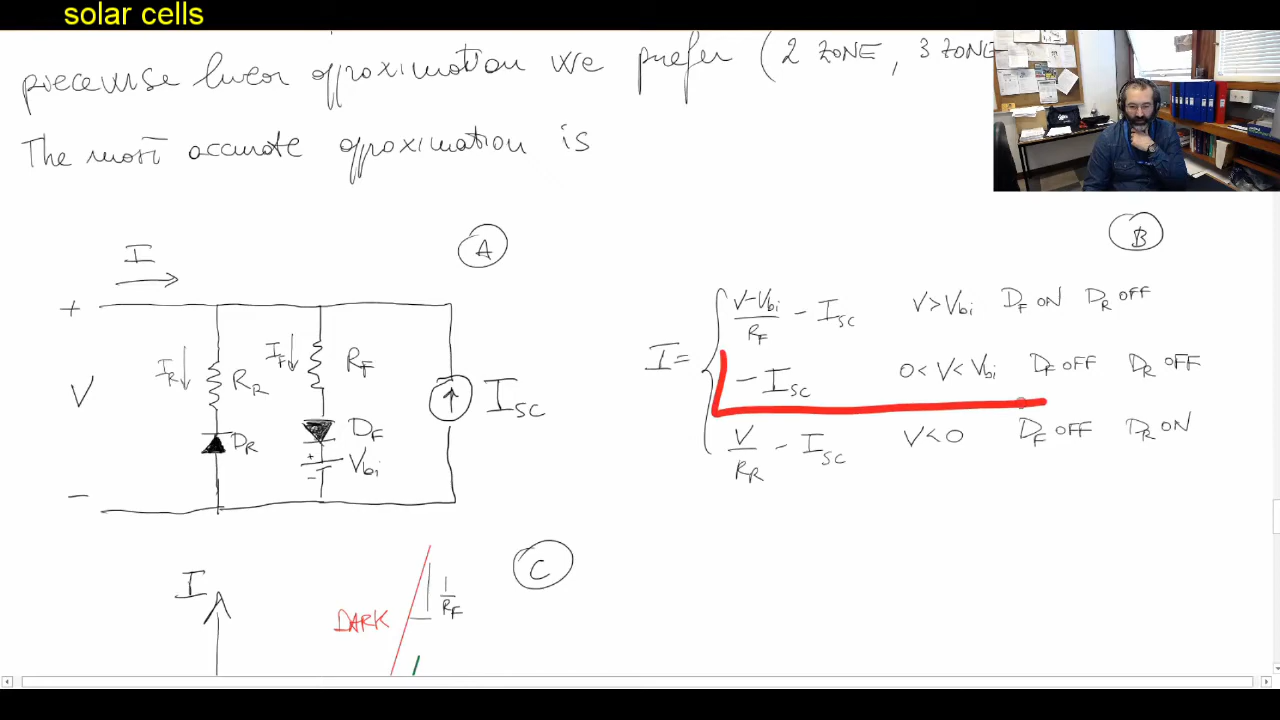 solar cells
piecewise linear approximation we prefer (2 ZONE, 3 ZONE
The most accurate approximation is
A
B
I
+
V
-
I_R
R_R
D_R
I_F
R_F
D_F
+
-
V_bi
I_SC
I =
(V-V_bi)/R_F - I_SC V > V_bi D_F ON D_R OFF
- I_SC 0 < V < V_bi D_F OFF D_R OFF
V/R_R - I_SC V < 0 D_F OFF D_R ON
C
I
DARK
1/R_F